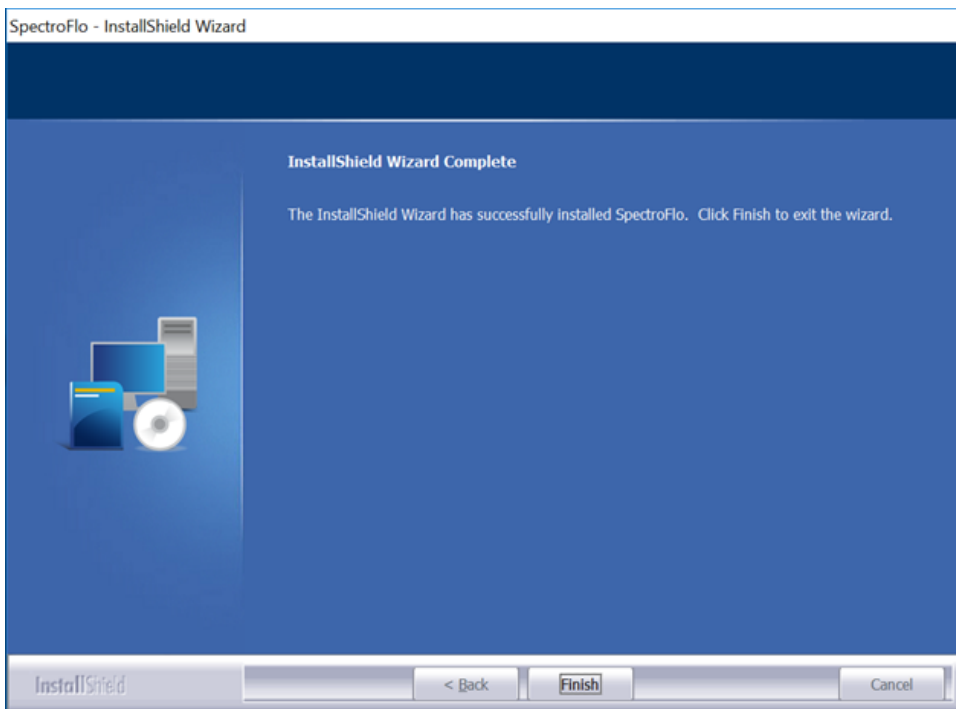 SpectroFlo - InstallShield Wizard
InstallShield Wizard Complete
The InstallShield Wizard has successfully installed SpectroFlo. Click Finish to exit the wizard.
InstallShield
< Back
Finish
Cancel